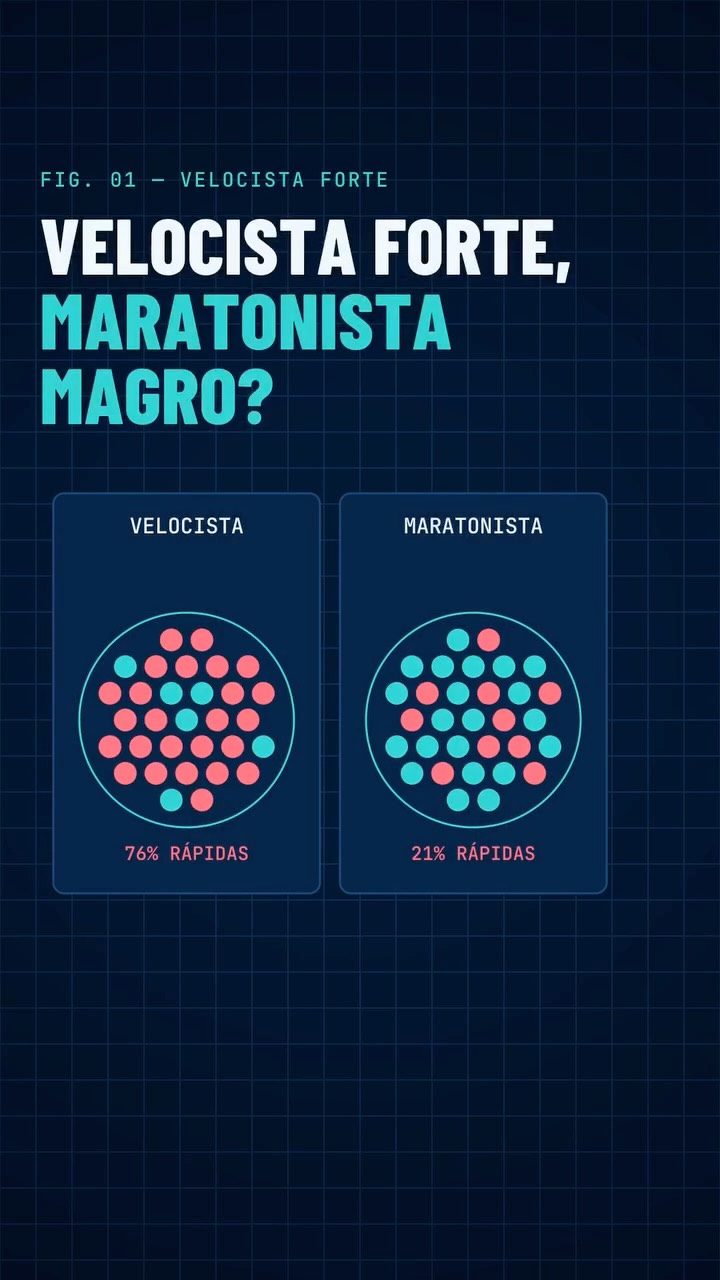 FIG. 01 — VELOCISTA FORTE
VELOCISTA FORTE,
MARATONISTA
MAGRO?
VELOCISTA
MARATONISTA
76% RÁPIDAS
21% RÁPIDAS